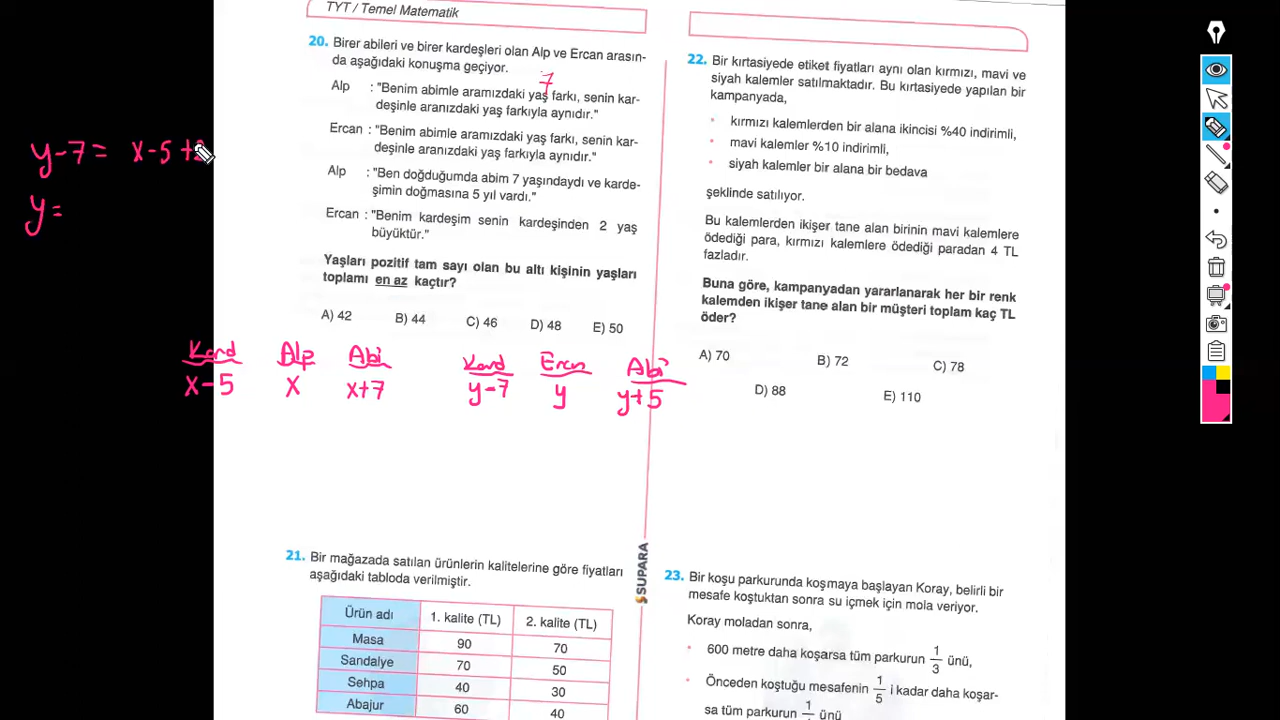 TYT / Temel Matematik
20. Birer abileri ve birer kardeşleri olan Alp ve Ercan arasın-
da aşağıdaki konuşma geçiyor.
7
Alp : "Benim abimle aramızdaki yaş farkı, senin kar-
deşinle aranızdaki yaş farkıyla aynıdır."
Ercan : "Benim abimle aramızdaki yaş farkı, senin kar-
deşinle aranızdaki yaş farkıyla aynıdır."
Alp : "Ben doğduğumda abim 7 yaşındaydı ve karde-
şimin doğmasına 5 yıl vardı."
Ercan : "Benim kardeşim senin kardeşinden 2 yaş
büyüktür."
Yaşları pozitif tam sayı olan bu altı kişinin yaşları
toplamı en az kaçtır?
A) 42 B) 44 C) 46 D) 48 E) 50
y-7 = x-5+2
y =
Kard Alp Abi Kard Ercan Abi
x-5 x x+7 y-7 y y+5
21. Bir mağazada satılan ürünlerin kalitelerine göre fiyatları
aşağıdaki tabloda verilmiştir.
Ürün adı 1. kalite (TL) 2. kalite (TL)
Masa 90 70
Sandalye 70 50
Sehpa 40 30
Abajur 60 40
SUPARA
22. Bir kırtasiyede etiket fiyatları aynı olan kırmızı, mavi ve
siyah kalemler satılmaktadır. Bu kırtasiyede yapılan bir
kampanyada,
• kırmızı kalemlerden bir alana ikincisi %40 indirimli,
• mavi kalemler %10 indirimli,
• siyah kalemler bir alana bir bedava
şeklinde satılıyor.
Bu kalemlerden ikişer tane alan birinin mavi kalemlere
ödediği para, kırmızı kalemlere ödediği paradan 4 TL
fazladır.
Buna göre, kampanyadan yararlanarak her bir renk
kalemden ikişer tane alan bir müşteri toplam kaç TL
öder?
A) 70 B) 72 C) 78
D) 88 E) 110
23. Bir koşu parkurunda koşmaya başlayan Koray, belirli bir
mesafe koştuktan sonra su içmek için mola veriyor.
Koray moladan sonra,
• 600 metre daha koşarsa tüm parkurun 1/3 ünü,
• Önceden koştuğu mesafenin 1/5 i kadar daha koşar-
sa tüm parkurun ünü